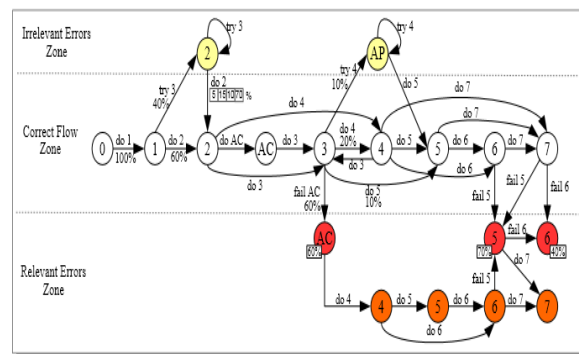 Irrelevant Errors
Zone
try 3
try 4
2
AP
try 3
40%
do 2
5 15 10 70 %
try 4
10%
do 5
do 4
do 7
do 7
Correct Flow
Zone
0
do 1
100%
1
do 2
60%
2
do AC
AC
do 3
3
do 4
20%
do 3
4
do 5
5
do 6
6
do 7
7
do 3
do 5
10%
do 6
fail AC
60%
fail 5
fail 5
fail 6
AC
60%
5
70%
fail 6
6
40%
Relevant Errors
Zone
do 4
4
do 5
5
do 6
6
do 7
7
fail 5
do 7
do 6